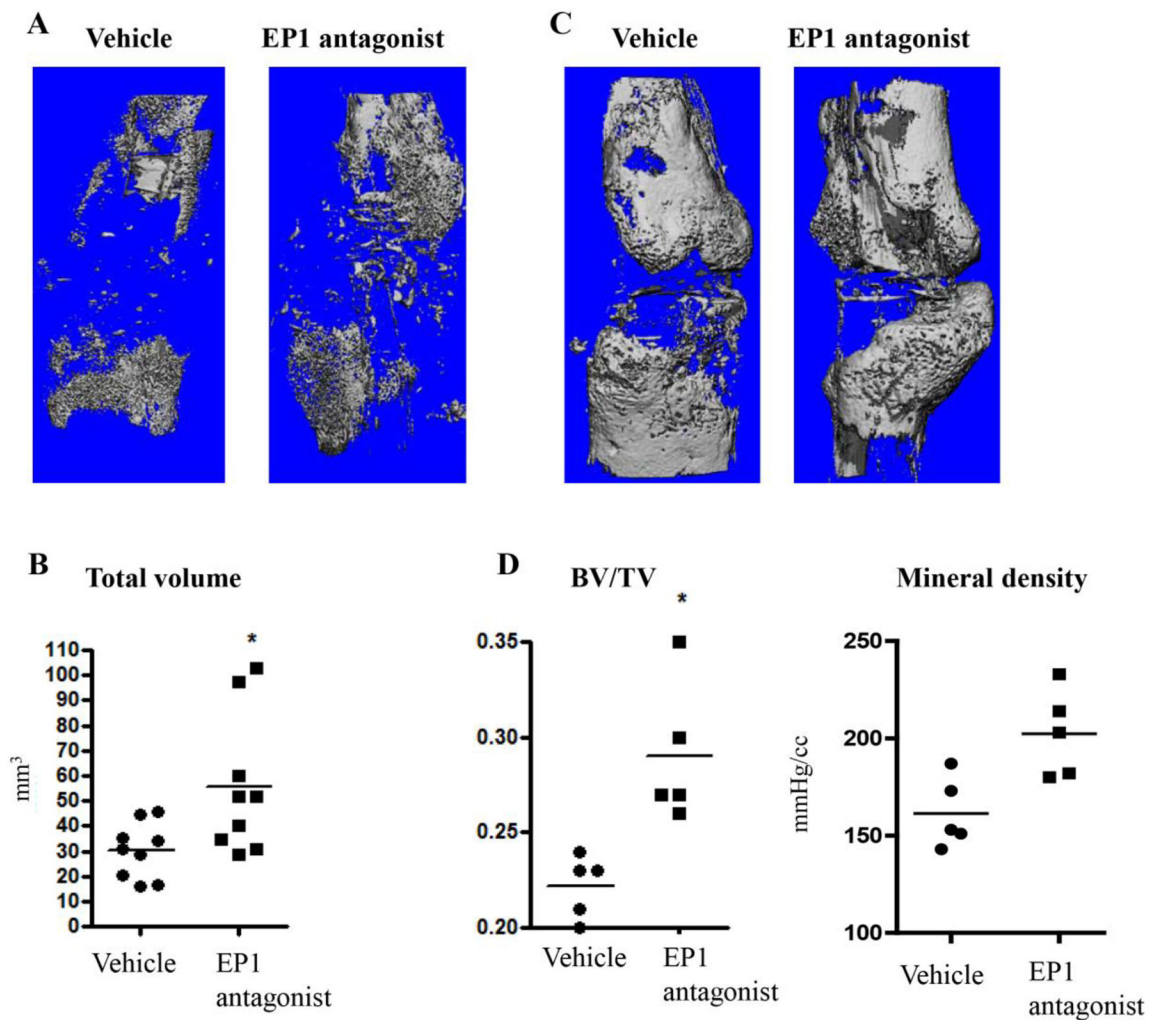 A
Vehicle
EP1 antagonist
C
Vehicle
EP1 antagonist
B
Total volume
*
110
100
90
80
70
60
50
40
30
20
10
0
mm³
Vehicle
EP1
antagonist
D
BV/TV
*
0.35
0.30
0.25
0.20
Vehicle
EP1
antagonist
Mineral density
250
200
150
100
mmHg/cc
Vehicle
EP1
antagonist